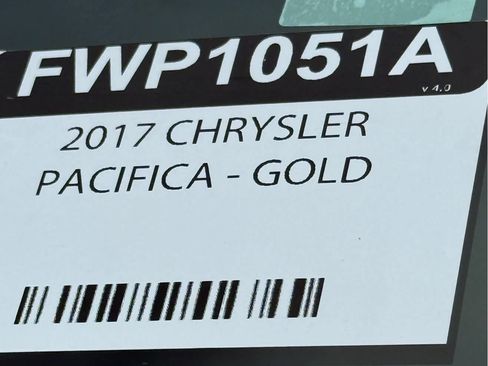 FWP1051A
v 4.0
2017 CHRYSLER
PACIFICA - GOLD